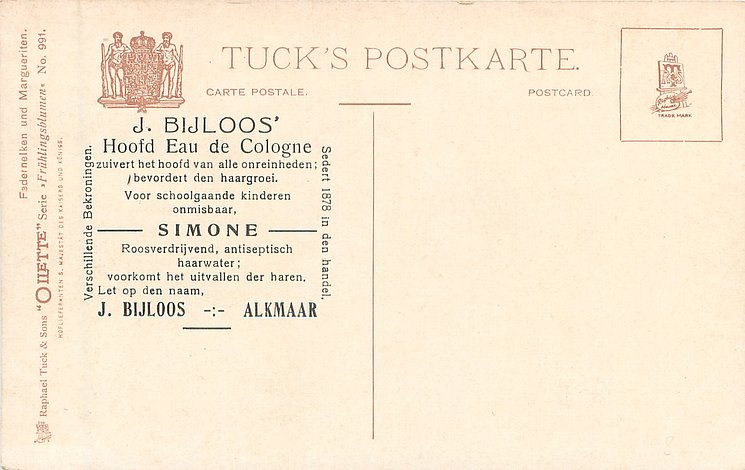 TUCK'S POSTKARTE.
CARTE POSTALE.
POSTCARD.
TRADE MARK
Federnelken und Margueriten.
Raphael Tuck & Sons "OILETTE" Serie »Frühlingsblumen« No. 991.
HOFLIEFERANTEN S. MAJESTÄT DES KAISERS UND KÖNIGS.
Verschillende Bekroningen.
J. BIJLOOS'
Hoofd Eau de Cologne
zuivert het hoofd van alle onreinheden;
bevordert den haargroei.
Voor schoolgaande kinderen
onmisbaar,
SIMONE
Roosverdrijvend, antiseptisch
haarwater;
voorkomt het uitvallen der haren.
Let op den naam,
J. BIJLOOS -:- ALKMAAR
Sedert 1878 in den handel.